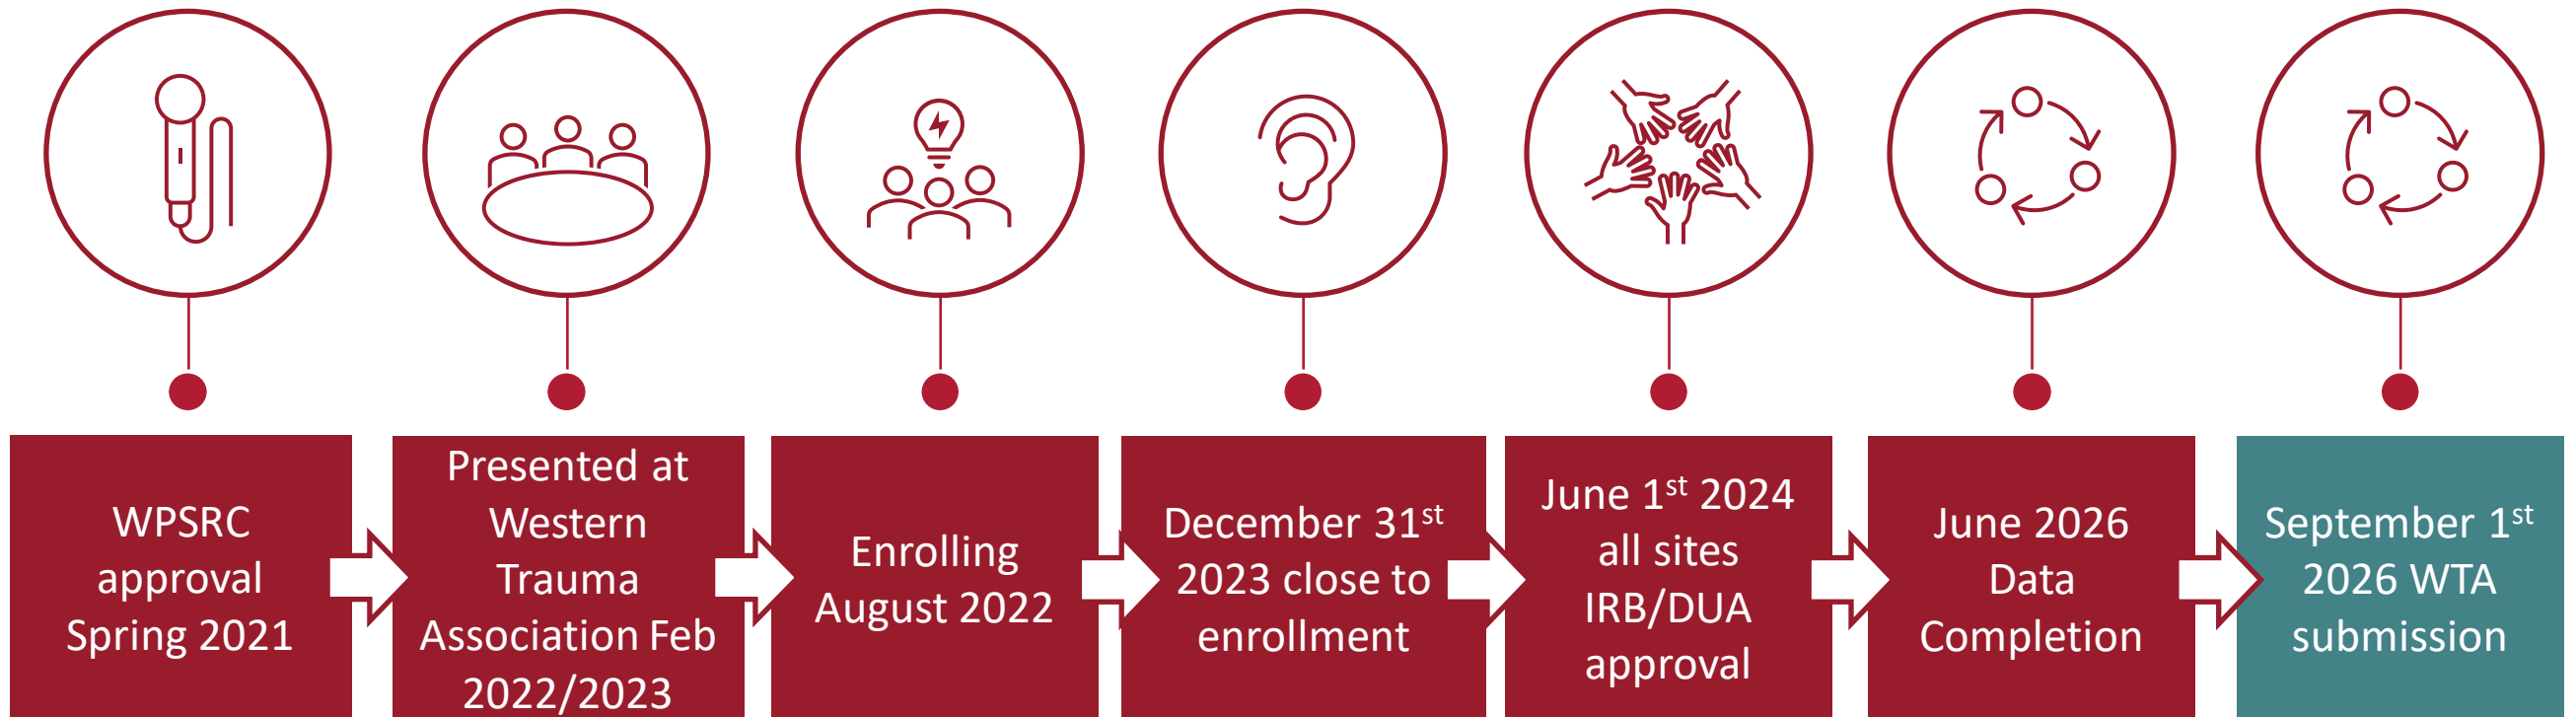 WPSRC
approval
Spring 2021
Presented at
Western
Trauma
Association Feb
2022/2023
Enrolling
August 2022
December 31st
2023 close to
enrollment
June 1st 2024
all sites
IRB/DUA
approval
June 2026
Data
Completion
September 1st
2026 WTA
submission